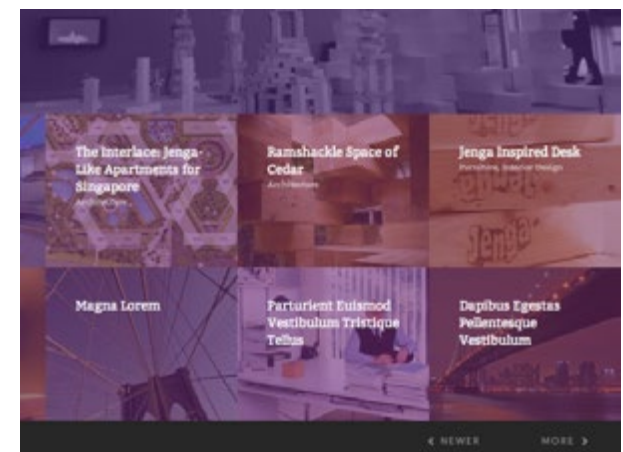 The Interlace: Jenga-
Like Apartments for
Singapore
Architecture
Ramshackle Space of
Cedar
Architecture
Jenga Inspired Desk
Furniture, Interior Design
Jenga
Magna Lorem
Parturient Euismod
Vestibulum Tristique
Tellus
Dapibus Egestas
Pellentesque
Vestibulum
NEWER
MORE